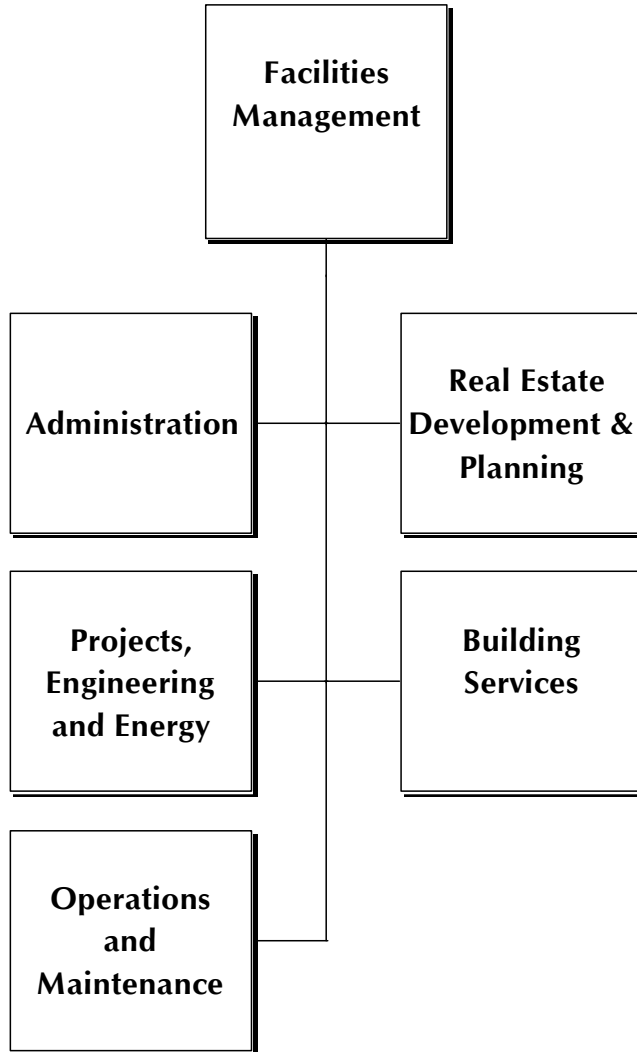 Facilities
Management
Administration
Real Estate
Development &
Planning
Projects,
Engineering
and Energy
Building
Services
Operations
and
Maintenance